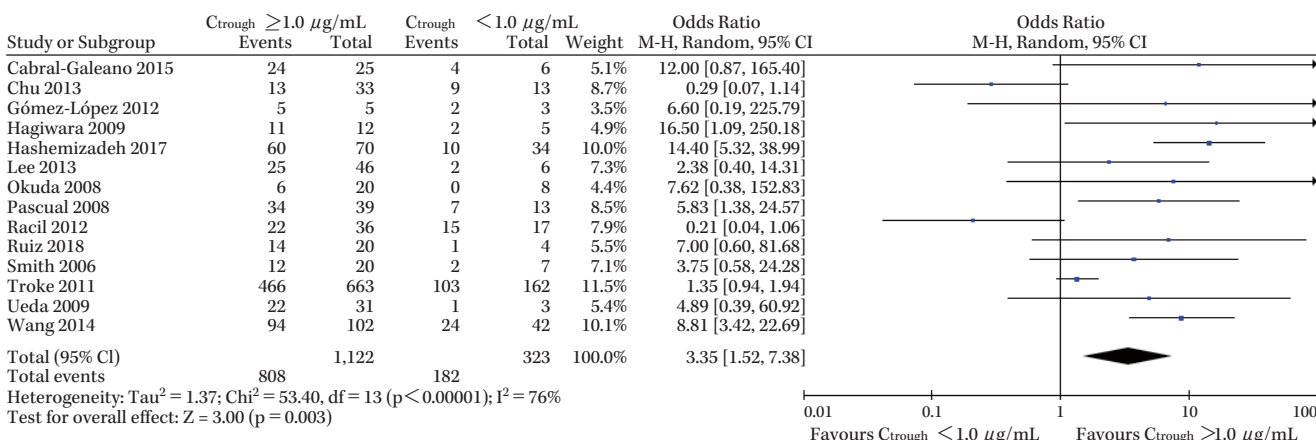 Ctrough ≥1.0 μg/mL Ctrough <1.0 μg/mL Odds Ratio Odds Ratio
Study or Subgroup Events Total Events Total Weight M-H, Random, 95% CI M-H, Random, 95% CI
Cabral-Galeano 2015 24 25 4 6 5.1% 12.00 [0.87, 165.40]
Chu 2013 13 33 9 13 8.7% 0.29 [0.07, 1.14]
Gómez-López 2012 5 5 2 3 3.5% 6.60 [0.19, 225.79]
Hagiwara 2009 11 12 2 5 4.9% 16.50 [1.09, 250.18]
Hashemizadeh 2017 60 70 10 34 10.0% 14.40 [5.32, 38.99]
Lee 2013 25 46 2 6 7.3% 2.38 [0.40, 14.31]
Okuda 2008 6 20 0 8 4.4% 7.62 [0.38, 152.83]
Pascual 2008 34 39 7 13 8.5% 5.83 [1.38, 24.57]
Racil 2012 22 36 15 17 7.9% 0.21 [0.04, 1.06]
Ruiz 2018 14 20 1 4 5.5% 7.00 [0.60, 81.68]
Smith 2006 12 20 2 7 7.1% 3.75 [0.58, 24.28]
Troke 2011 466 663 103 162 11.5% 1.35 [0.94, 1.94]
Ueda 2009 22 31 1 3 5.4% 4.89 [0.39, 60.92]
Wang 2014 94 102 24 42 10.1% 8.81 [3.42, 22.69]
Total (95% Cl) 1,122 323 100.0% 3.35 [1.52, 7.38]
Total events 808 182
Heterogeneity: Tau² = 1.37; Chi² = 53.40, df = 13 (p<0.00001); I² = 76%
Test for overall effect: Z = 3.00 (p = 0.003)
0.01 0.1 1 10 100
Favours Ctrough <1.0 μg/mL Favours Ctrough >1.0 μg/mL